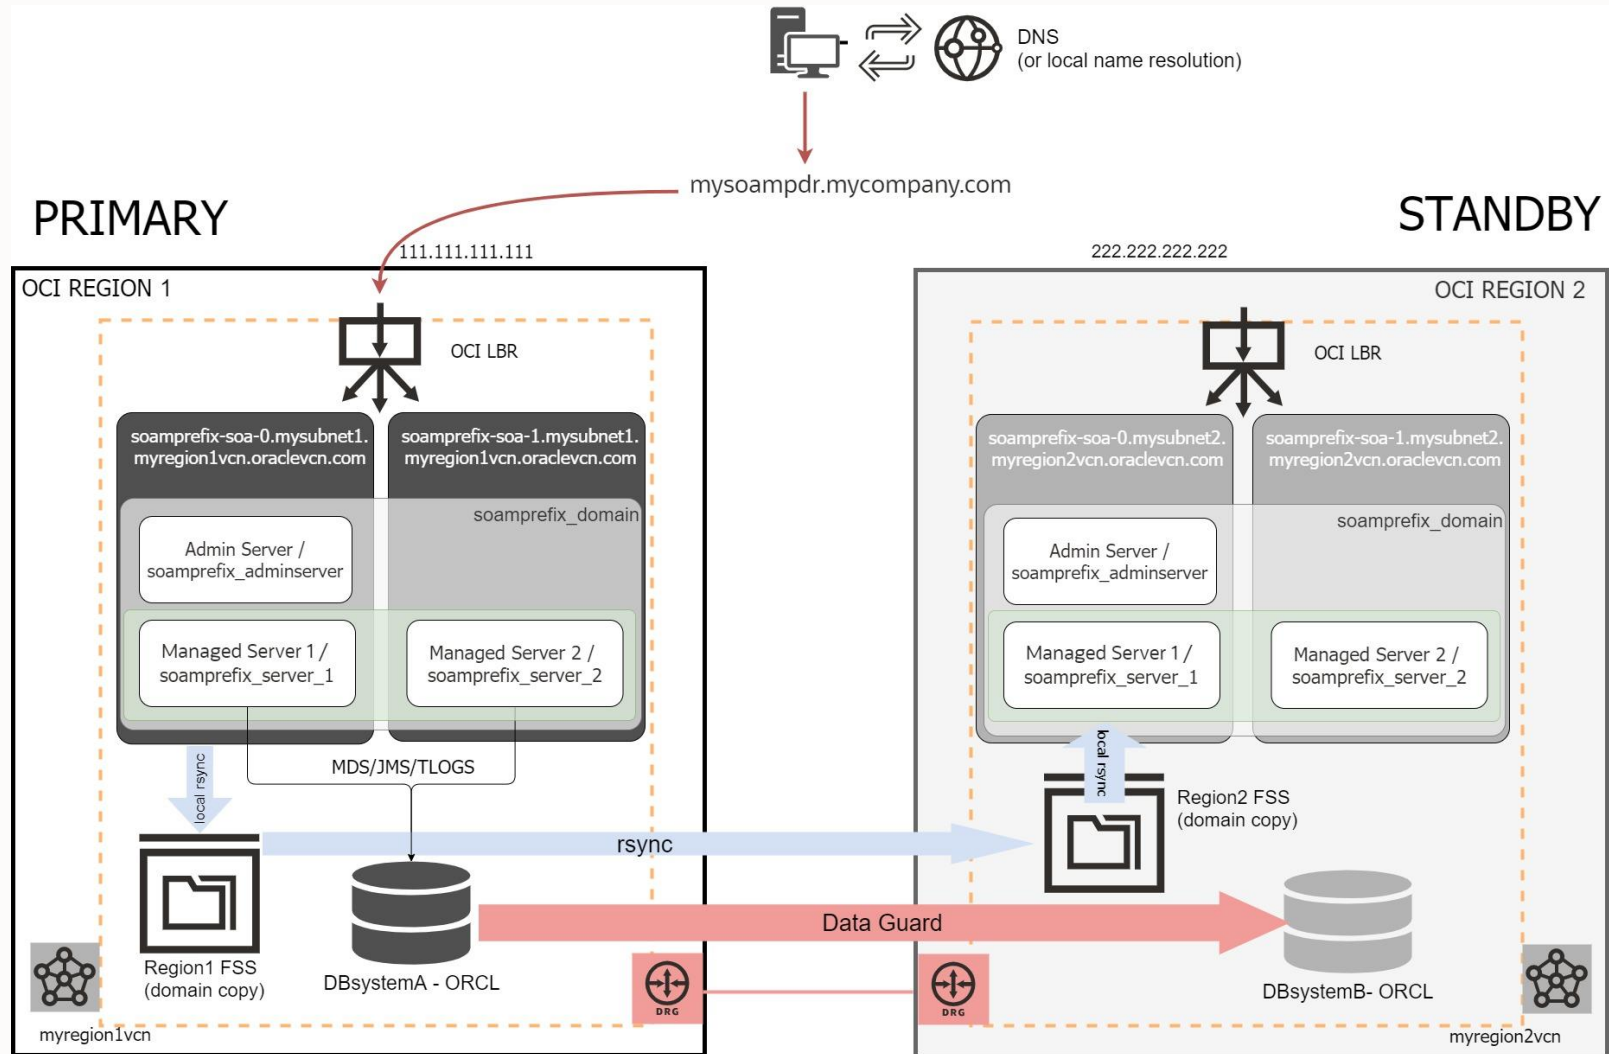 DNS
(or local name resolution)
mysoampdr.mycompany.com
PRIMARY
STANDBY
111.111.111.111
222.222.222.222
OCI REGION 1
OCI LBR
soamprefix-soa-0.mysubnet1.
myregion1vcn.oraclevcn.com
soamprefix-soa-1.mysubnet1.
myregion1vcn.oraclevcn.com
soamprefix_domain
Admin Server /
soamprefix_adminserver
Managed Server 1 /
soamprefix_server_1
Managed Server 2 /
soamprefix_server_2
local rsync
MDS/JMS/TLOGS
Region1 FSS
(domain copy)
DBsystemA - ORCL
DRG
myregion1vcn
rsync
Data Guard
OCI REGION 2
OCI LBR
soamprefix-soa-0.mysubnet2.
myregion2vcn.oraclevcn.com
soamprefix-soa-1.mysubnet2.
myregion2vcn.oraclevcn.com
soamprefix_domain
Admin Server /
soamprefix_adminserver
Managed Server 1 /
soamprefix_server_1
Managed Server 2 /
soamprefix_server_2
local rsync
Region2 FSS
(domain copy)
DBsystemB- ORCL
DRG
myregion2vcn